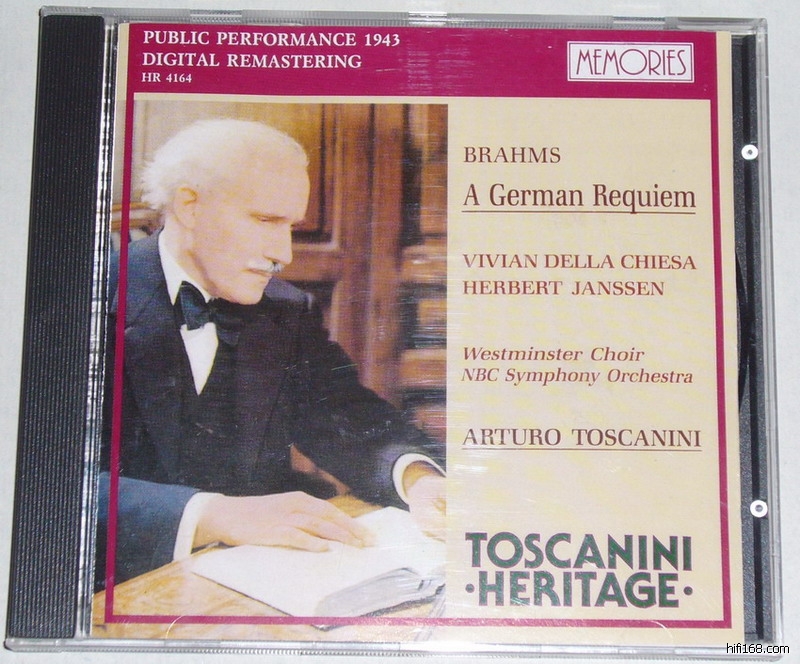 PUBLIC PERFORMANCE 1943
DIGITAL REMASTERING
HR 4164
MEMORIES
BRAHMS
A German Requiem
VIVIAN DELLA CHIESA
HERBERT JANSSEN
Westminster Choir
NBC Symphony Orchestra
ARTURO TOSCANINI
TOSCANINI
·HERITAGE·
hifi168.com